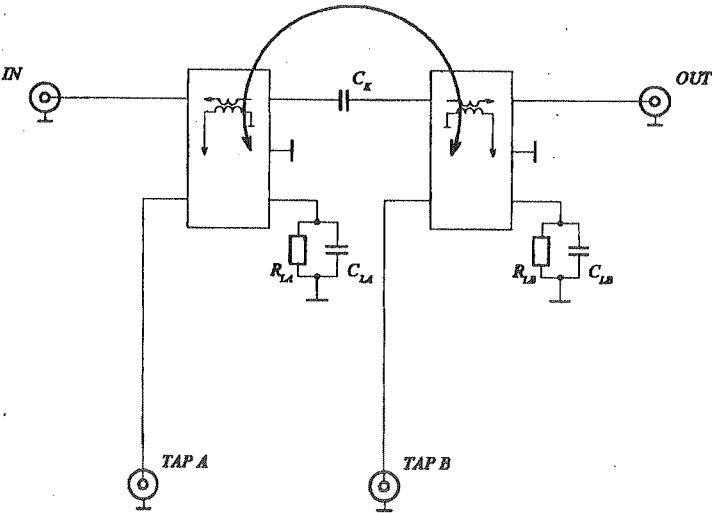 IN
C_K
OUT
R_LA
C_LA
R_LB
C_LB
TAP A
TAP B